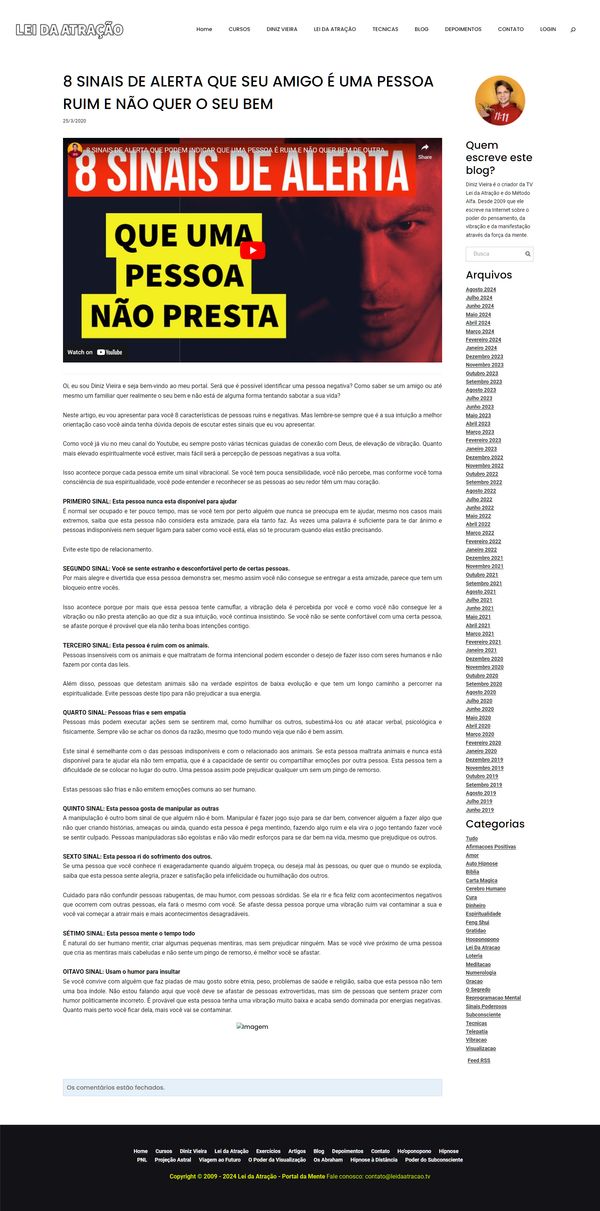 LEI DA ATRAÇÃO
Home CURSOS DINIZ VIEIRA LEI DA ATRAÇÃO TECNICAS BLOG DEPOIMENTOS CONTATO LOGIN
8 SINAIS DE ALERTA QUE SEU AMIGO É UMA PESSOA
RUIM E NÃO QUER O SEU BEM
25/3/2020
8 SINAIS DE ALERTA QUE PODEM INDICAR QUE UMA PESSOA É RUIM E NÃO QUER BEM DE OUTRA
Share
8 SINAIS DE ALERTA
QUE UMA
PESSOA
NÃO PRESTA
Watch on YouTube
Oi, eu sou Diniz Vieira e seja bem-vindo ao meu portal. Será que é possível identificar uma pessoa negativa? Como saber se um amigo ou até
mesmo um familiar quer realmente o seu bem e não está de alguma forma tentando sabotar a sua vida?
Neste artigo, eu vou apresentar para você 8 características de pessoas ruins e negativas. Mas lembre-se sempre que é a sua intuição a melhor
orientação caso você ainda tenha dúvida depois de escutar estes sinais que eu vou apresentar.
Como você já viu no meu canal do Youtube, eu sempre posto várias técnicas guiadas de conexão com Deus, de elevação de vibração. Quanto
mais elevado espiritualmente você estiver, mais fácil será a percepção de pessoas negativas a sua volta.
Isso acontece porque cada pessoa emite um sinal vibracional. Se você tem pouca sensibilidade, você não percebe, mas conforme você toma
consciência de sua espiritualidade, você pode entender e reconhecer se as pessoas ao seu redor têm um mau coração.
PRIMEIRO SINAL: Esta pessoa nunca esta disponível para ajudar
É normal ser ocupado e ter pouco tempo, mas se você tem por perto alguém que nunca se preocupa em te ajudar, mesmo nos casos mais
extremos, saiba que esta pessoa não considera esta amizade, para ela tanto faz. Às vezes uma palavra é suficiente para te dar ânimo e
pessoas indisponíveis nem sequer ligam para saber como você está, elas só te procuram quando elas estão precisando.
Evite este tipo de relacionamento.
SEGUNDO SINAL: Você se sente estranho e desconfortável perto de certas pessoas.
Por mais alegre e divertida que essa pessoa demonstra ser, mesmo assim você não consegue se entregar a esta amizade, parece que tem um
bloqueio entre vocês.
Isso acontece porque por mais que essa pessoa tente camuflar, a vibração dela é percebida por você e como você não consegue ler a
vibração ou não presta atenção ao que diz a sua intuição, você continua insistindo. Se você não se sente confortável com uma certa pessoa,
se afaste porque é provável que ela não tenha boas intenções contigo.
TERCEIRO SINAL: Esta pessoa é ruim com os animais.
Pessoas insensíveis com os animais e que maltratam de forma intencional podem esconder o desejo de fazer isso com seres humanos e não
fazem por conta das leis.
Além disso, pessoas que detestam animais são na verdade espíritos de baixa evolução e que tem um longo caminho a percorrer na
espiritualidade. Evite pessoas deste tipo para não prejudicar a sua energia.
QUARTO SINAL: Pessoas frias e sem empatia
Pessoas más podem executar ações sem se sentirem mal, como humilhar os outros, subestimá-los ou até atacar verbal, psicológica e
fisicamente. Sempre vão se achar os donos da razão, mesmo que todo mundo veja que não é bem assim.
Este sinal é semelhante com o das pessoas indisponíveis e com o relacionado aos animais. Se esta pessoa maltrata animais e nunca está
disponível para te ajudar ela não tem empatia, que é a capacidade de sentir ou compartilhar emoções por outra pessoa. Esta pessoa tem a
dificuldade de se colocar no lugar do outro. Uma pessoa assim pode prejudicar qualquer um sem um pingo de remorso.
Estas pessoas são frias e não emitem emoções comuns ao ser humano.
QUINTO SINAL: Esta pessoa gosta de manipular as outras
A manipulação é outro bom sinal de que alguém não é bom. Manipular é fazer jogo sujo para se dar bem, convencer alguém a fazer algo que
não quer criando histórias, ameaças ou ainda, quando esta pessoa é pega mentindo, fazendo algo ruim e ela vira o jogo tentando fazer você
se sentir culpado. Pessoas manipuladoras são egoístas e não vão medir esforços para se dar bem na vida, mesmo que prejudique os outros.
SEXTO SINAL: Esta pessoa ri do sofrimento dos outros.
Se uma pessoa que você conhece ri exageradamente quando alguém tropeça, ou deseja mal às pessoas, ou quer que o mundo se exploda,
saiba que esta pessoa sente alegria, prazer e satisfação pela infelicidade ou humilhação dos outros.
Cuidado para não confundir pessoas rabugentas, de mau humor, com pessoas sórdidas. Se ela rir e fica feliz com acontecimentos negativos
que ocorrem com outras pessoas, ela fará o mesmo com você. Se afaste dessa pessoa porque uma vibração ruim vai contaminar a sua e
você vai começar a atrair mais e mais acontecimentos desagradáveis.
SÉTIMO SINAL: Esta pessoa mente o tempo todo
É natural do ser humano mentir, criar algumas pequenas mentiras, mas sem prejudicar ninguém. Mas se você vive próximo de uma pessoa
que cria as mentiras mais cabeludas e não sente um pingo de remorso, é melhor você se afastar.
OITAVO SINAL: Usam o humor para insultar
Se você convive com alguém que faz piadas de mau gosto sobre etnia, peso, problemas de saúde e religião, saiba que esta pessoa não tem
uma boa índole. Não estou falando aqui que você deve se afastar de pessoas extrovertidas, mas sim de pessoas que sentem prazer com
humor politicamente incorreto. É provável que esta pessoa tenha uma vibração muito baixa e acaba sendo dominada por energias negativas.
Quanto mais perto você ficar dela, mais você vai se contaminar.
Imagem
Os comentários estão fechados.
Quem
escreve este
blog?
Diniz Vieira é o criador da TV
Lei da Atração e do Método
Alfa. Desde 2009 que ele
escreve na Internet sobre o
poder do pensamento, da
vibração e da manifestação
através da força da mente.
Busca
Arquivos
Agosto 2024
Julho 2024
Junho 2024
Maio 2024
Abril 2024
Março 2024
Fevereiro 2024
Janeiro 2024
Dezembro 2023
Novembro 2023
Outubro 2023
Setembro 2023
Agosto 2023
Julho 2023
Junho 2023
Maio 2023
Abril 2023
Março 2023
Fevereiro 2023
Janeiro 2023
Dezembro 2022
Novembro 2022
Outubro 2022
Setembro 2022
Agosto 2022
Julho 2022
Junho 2022
Maio 2022
Abril 2022
Março 2022
Fevereiro 2022
Janeiro 2022
Dezembro 2021
Novembro 2021
Outubro 2021
Setembro 2021
Agosto 2021
Julho 2021
Junho 2021
Maio 2021
Abril 2021
Março 2021
Fevereiro 2021
Janeiro 2021
Dezembro 2020
Novembro 2020
Outubro 2020
Setembro 2020
Agosto 2020
Julho 2020
Junho 2020
Maio 2020
Abril 2020
Março 2020
Fevereiro 2020
Janeiro 2020
Dezembro 2019
Novembro 2019
Outubro 2019
Setembro 2019
Agosto 2019
Julho 2019
Junho 2019
Categorias
Tudo
Afirmacoes Positivas
Amor
Auto Hipnose
Biblia
Carta Magica
Cerebro Humano
Cura
Dinheiro
Espiritualidade
Feng Shui
Gratidao
Hooponopono
Lei Da Atracao
Loteria
Meditacao
Numerologia
Oracao
O Segredo
Reprogramacao Mental
Sinais Poderosos
Subconsciente
Tecnicas
Telepatia
Vibracao
Visualizacao
Feed RSS
Home Cursos Diniz Vieira Lei da Atração Exercícios Artigos Blog Depoimentos Contato Ho'oponopono Hipnose
PNL Projeção Astral Viagem ao Futuro O Poder da Visualização Os Abraham Hipnose à Distância Poder do Subconsciente
Copyright © 2009 - 2024 Lei da Atração - Portal da Mente Fale conosco: contato@leidaatracao.tv